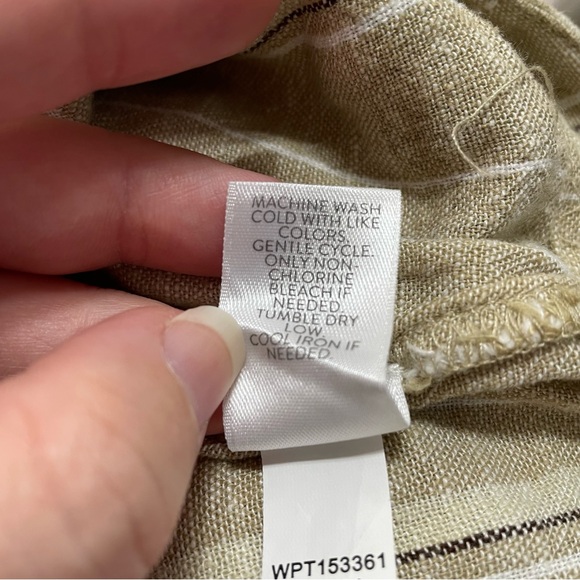 MACHINE WASH
COLD WITH LIKE
COLORS.
GENTLE CYCLE.
ONLY NON-
CHLORINE
BLEACH IF
NEEDED
TUMBLE DRY
LOW.
COOL IRON IF
NEEDED.
WPT153361